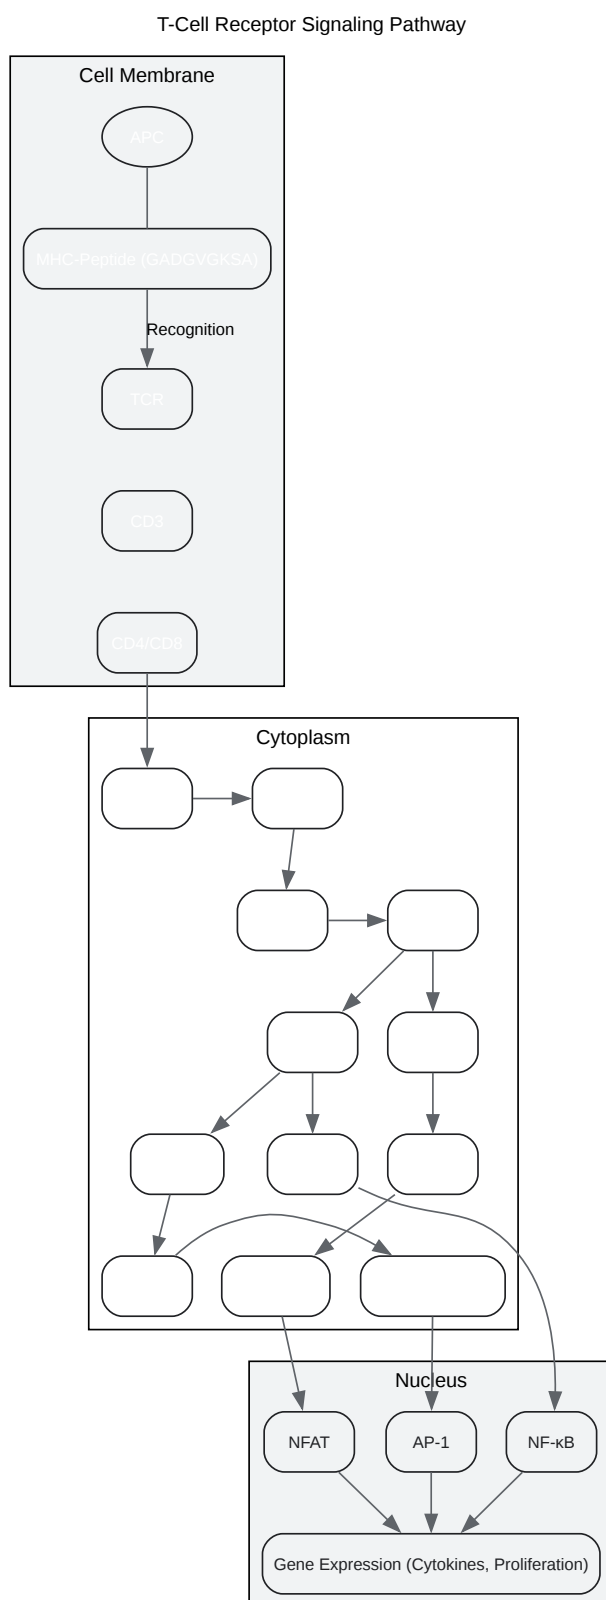 T-Cell Receptor Signaling Pathway
Cell Membrane
APC
MHC-Peptide (GADGVGKSA)
Recognition
TCR
CD3
CD4/CD8
Cytoplasm
Nucleus
NFAT
AP-1
NF-κB
Gene Expression (Cytokines, Proliferation)